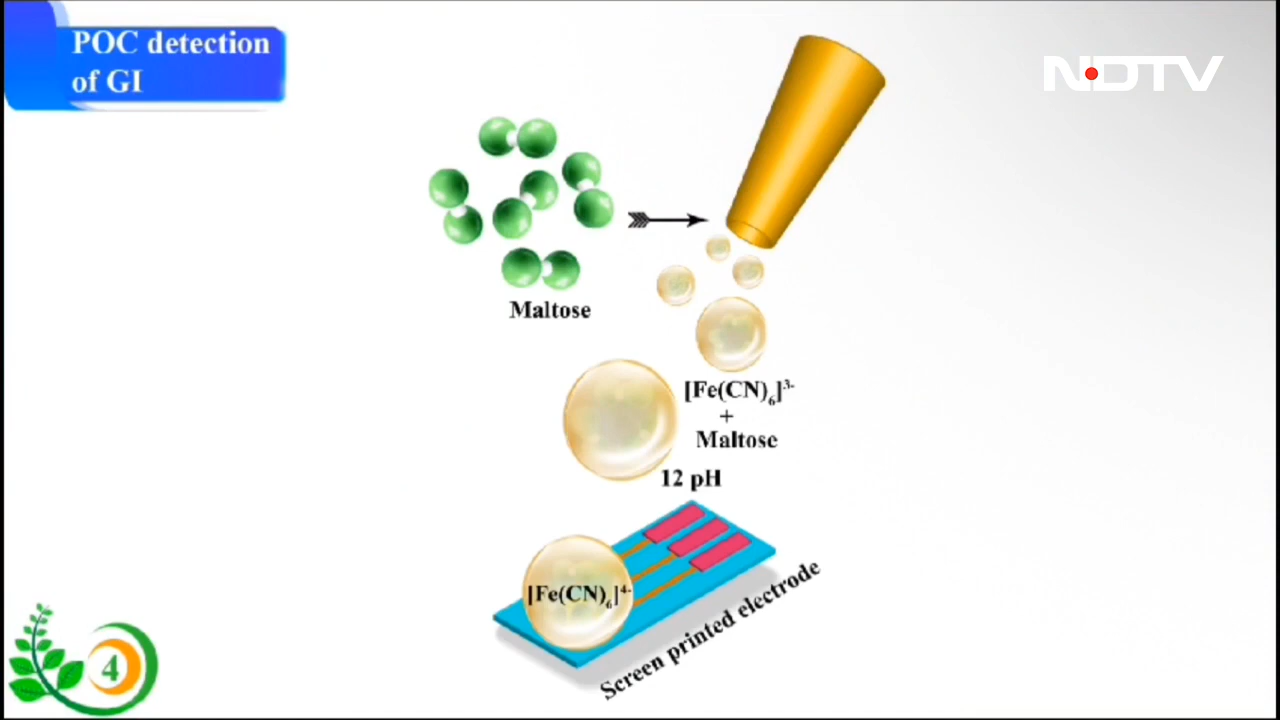 POC detection
of GI
NDTV
Maltose
[Fe(CN)₆]³⁻
+
Maltose
12 pH
[Fe(CN)₆]⁴⁻
Screen printed electrode
4